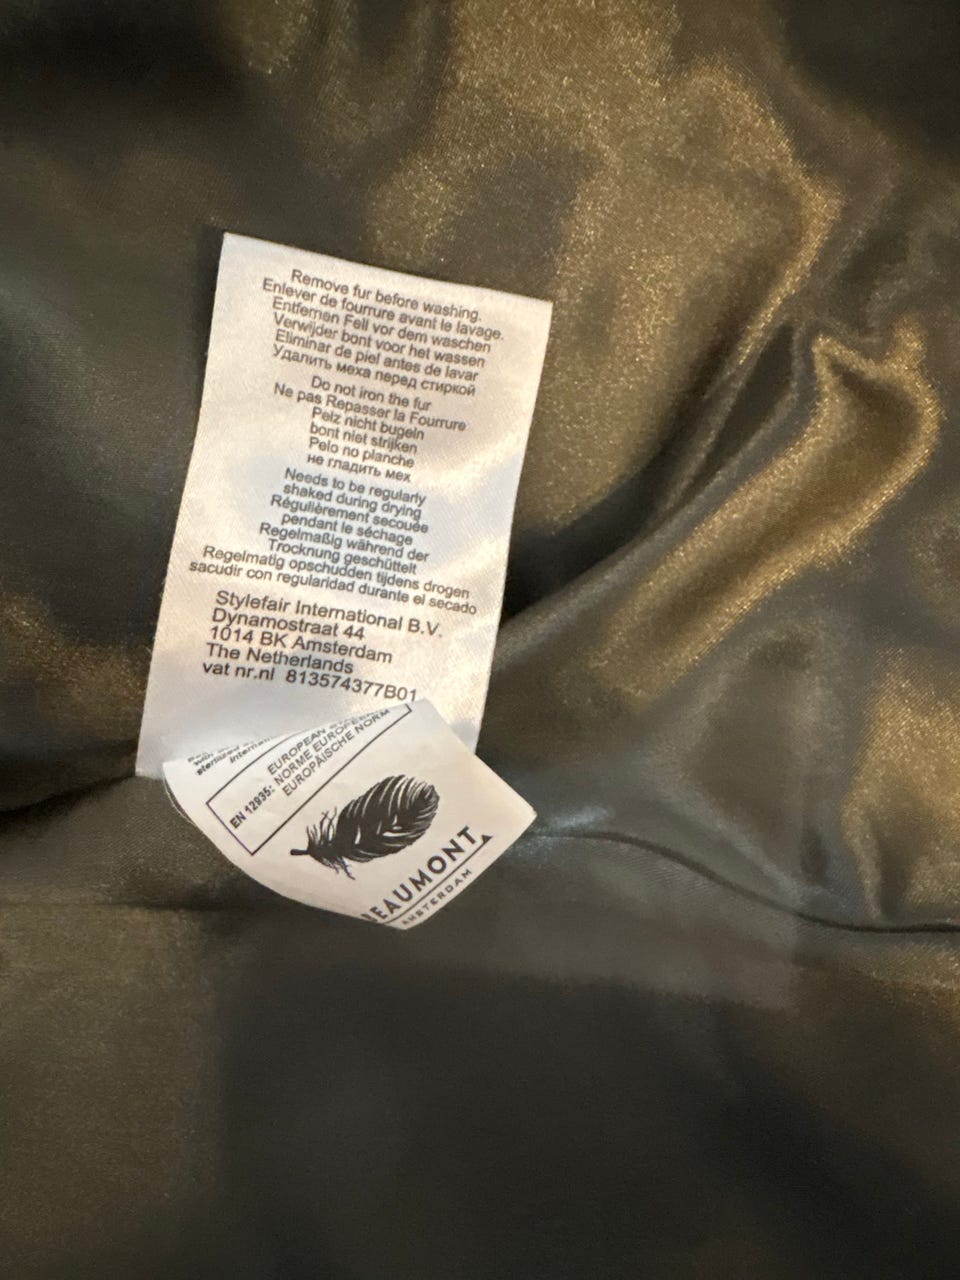 Remove fur before washing.
Enlever de fourrure avant le lavage.
Entfernen Fell vor dem waschen
Verwijder bont voor het wassen
Eliminar de piel antes de lavar
Удалить меха перед стиркой
Do not iron the fur
Ne pas Repasser la Fourrure
Pelz nicht bugeln
bont niet strijken
Pelo no planche
не гладить мех
Needs to be regularly
shaked during drying
Régulièrement secouée
pendant le séchage
Regelmaßig während der
Trocknung geschüttelt
Regelmatig opschudden tijdens drogen
sacudir con regularidad durante el secado
Stylefair International B.V.
Dynamostraat 44
1014 BK Amsterdam
The Netherlands
vat nr.nl 813574377B01
EUROPEAN
EN 12935: NORME EUROPÉEN
EUROPÄISCHE NORM
BEAUMONT
AMSTERDAM